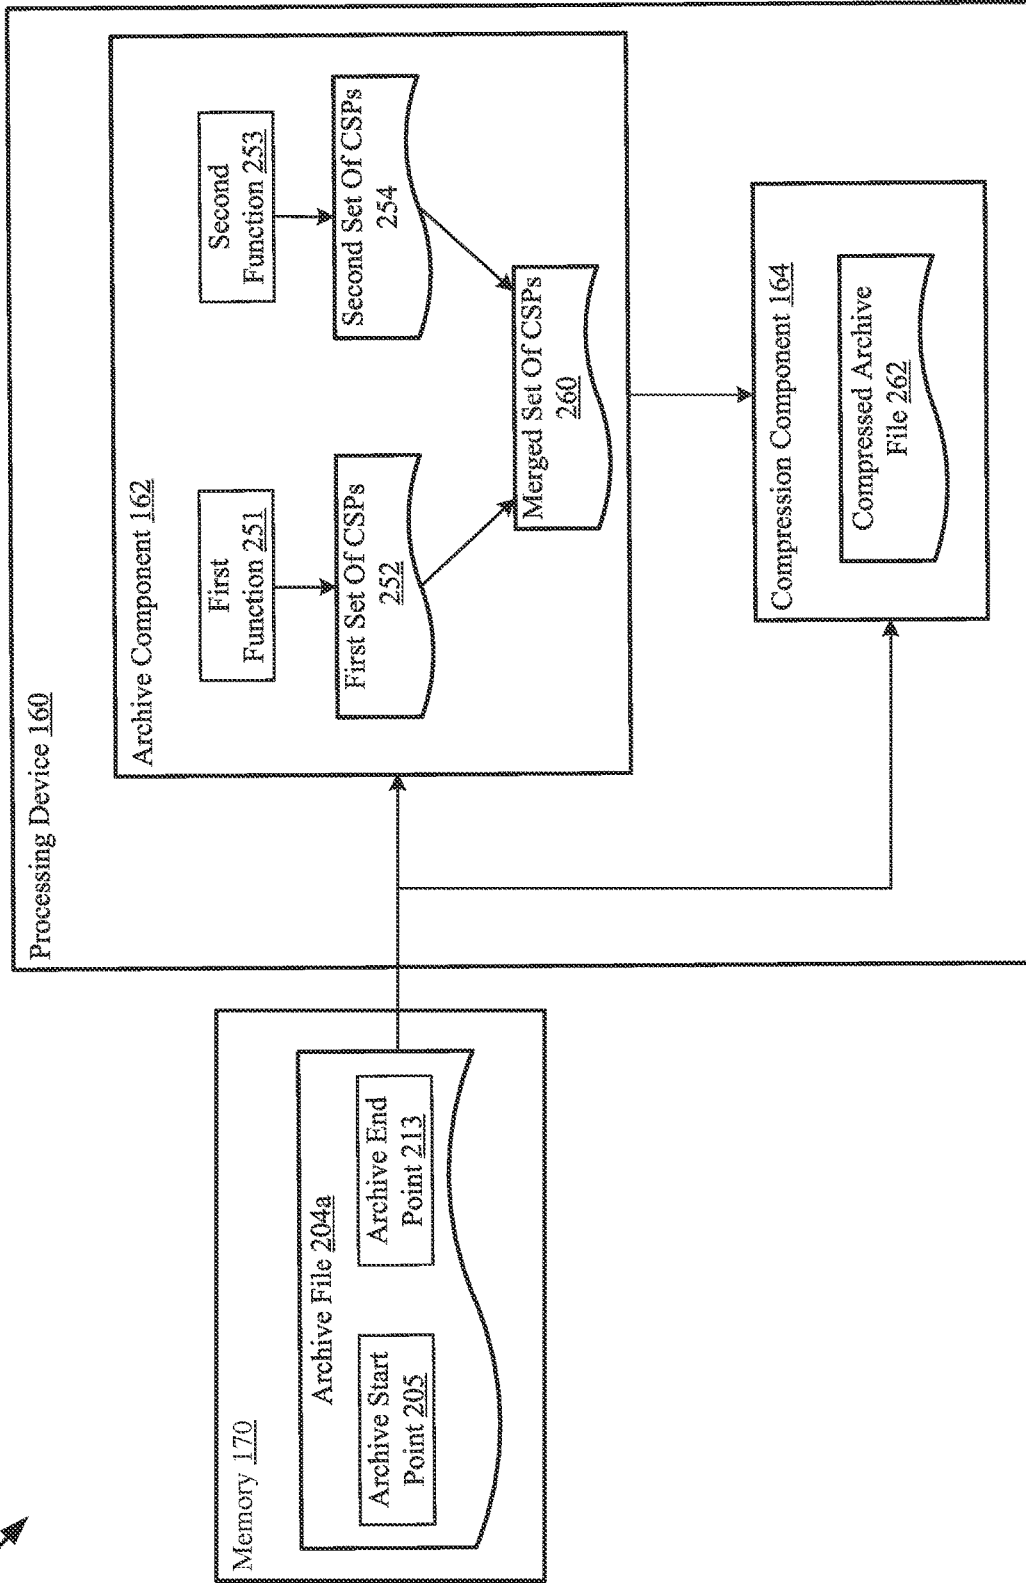 Memory 170
Archive File 204a
Archive Start
Point 205
Archive End
Point 213
Processing Device 160
Archive Component 162
First
Function 251
First Set Of CSPs
252
Second
Function 253
Second Set Of CSPs
254
Merged Set Of CSPs
260
Compression Component 164
Compressed Archive
File 262